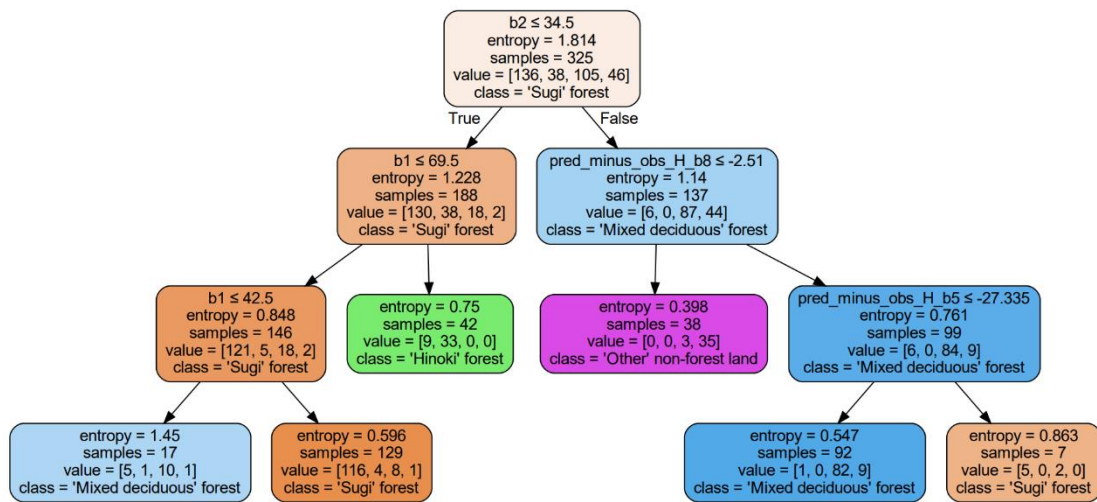 b2 ≤ 34.5
entropy = 1.814
samples = 325
value = [136, 38, 105, 46]
class = 'Sugi' forest
True
False
b1 ≤ 69.5
entropy = 1.228
samples = 188
value = [130, 38, 18, 2]
class = 'Sugi' forest
pred_minus_obs_H_b8 ≤ -2.51
entropy = 1.14
samples = 137
value = [6, 0, 87, 44]
class = 'Mixed deciduous' forest
b1 ≤ 42.5
entropy = 0.848
samples = 146
value = [121, 5, 18, 2]
class = 'Sugi' forest
entropy = 0.75
samples = 42
value = [9, 33, 0, 0]
class = 'Hinoki' forest
entropy = 0.398
samples = 38
value = [0, 0, 3, 35]
class = 'Other' non-forest land
pred_minus_obs_H_b5 ≤ -27.335
entropy = 0.761
samples = 99
value = [6, 0, 84, 9]
class = 'Mixed deciduous' forest
entropy = 1.45
samples = 17
value = [5, 1, 10, 1]
class = 'Mixed deciduous' forest
entropy = 0.596
samples = 129
value = [116, 4, 8, 1]
class = 'Sugi' forest
entropy = 0.547
samples = 92
value = [1, 0, 82, 9]
class = 'Mixed deciduous' forest
entropy = 0.863
samples = 7
value = [5, 0, 2, 0]
class = 'Sugi' forest